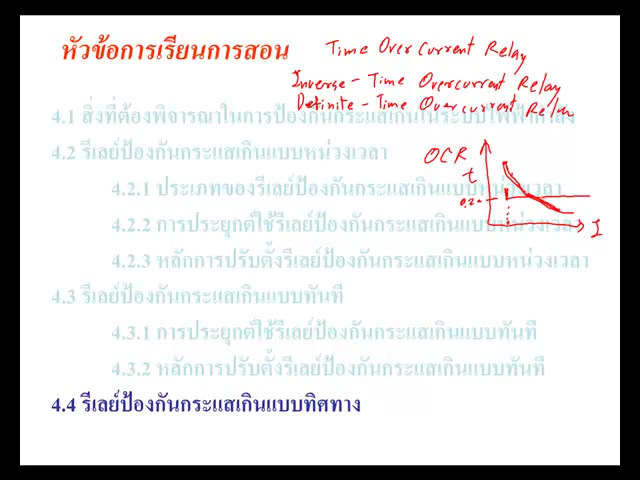 หัวข้อการเรียนการสอน Time Over Current Relay
Inverse - Time Overcurrent Relay
Definite - Time Overcurrent Relay
4.1 สิ่งที่ต้องพิจารณาในการป้องกันกระแสเกินในระบบไฟฟ้ากำลัง
4.2 รีเลย์ป้องกันกระแสเกินแบบหน่วงเวลา
OCR
t
4.2.1 ประเภทของรีเลย์ป้องกันกระแสเกินแบบหน่วงเวลา
4.2.2 การประยุกต์ใช้รีเลย์ป้องกันกระแสเกินแบบหน่วงเวลา
I
4.2.3 หลักการปรับตั้งรีเลย์ป้องกันกระแสเกินแบบหน่วงเวลา
4.3 รีเลย์ป้องกันกระแสเกินแบบทันที
4.3.1 การประยุกต์ใช้รีเลย์ป้องกันกระแสเกินแบบทันที
4.3.2 หลักการปรับตั้งรีเลย์ป้องกันกระแสเกินแบบทันที
4.4 รีเลย์ป้องกันกระแสเกินแบบทิศทาง